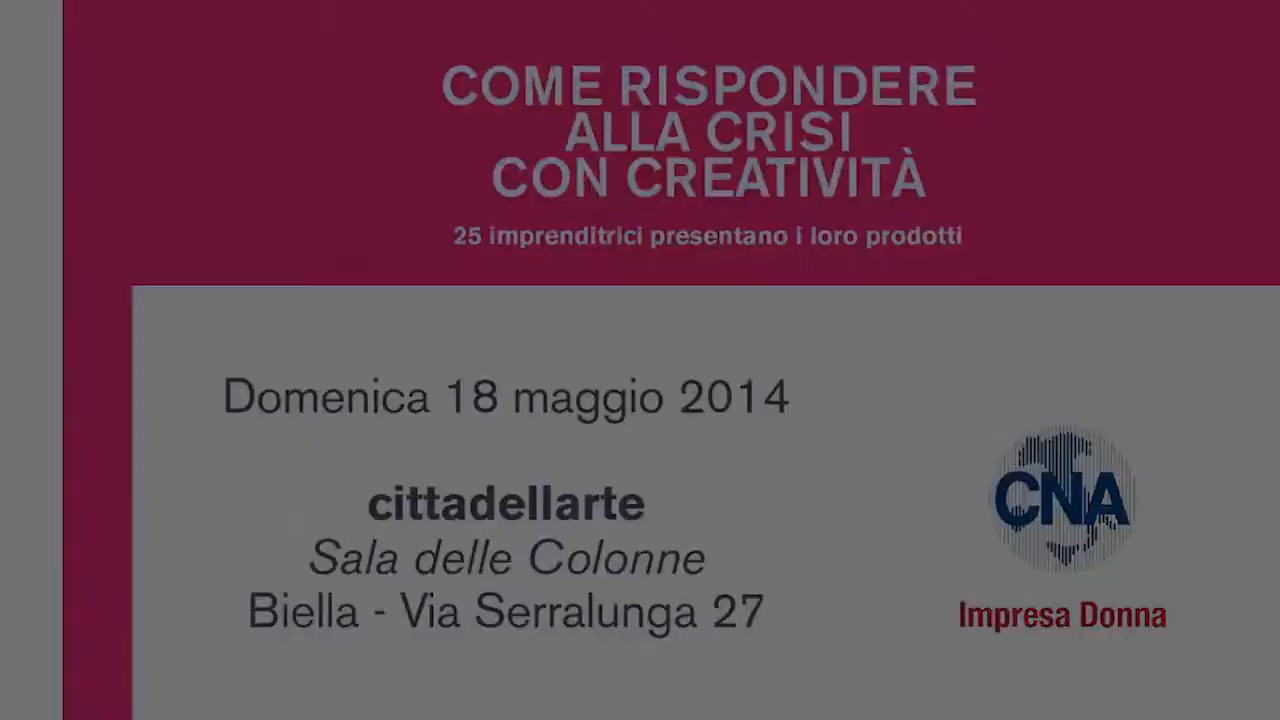 COME RISPONDERE
ALLA CRISI
CON CREATIVITÀ
25 imprenditrici presentano i loro prodotti
Domenica 18 maggio 2014
cittadellarte
Sala delle Colonne
Biella - Via Serralunga 27
CNA
Impresa Donna